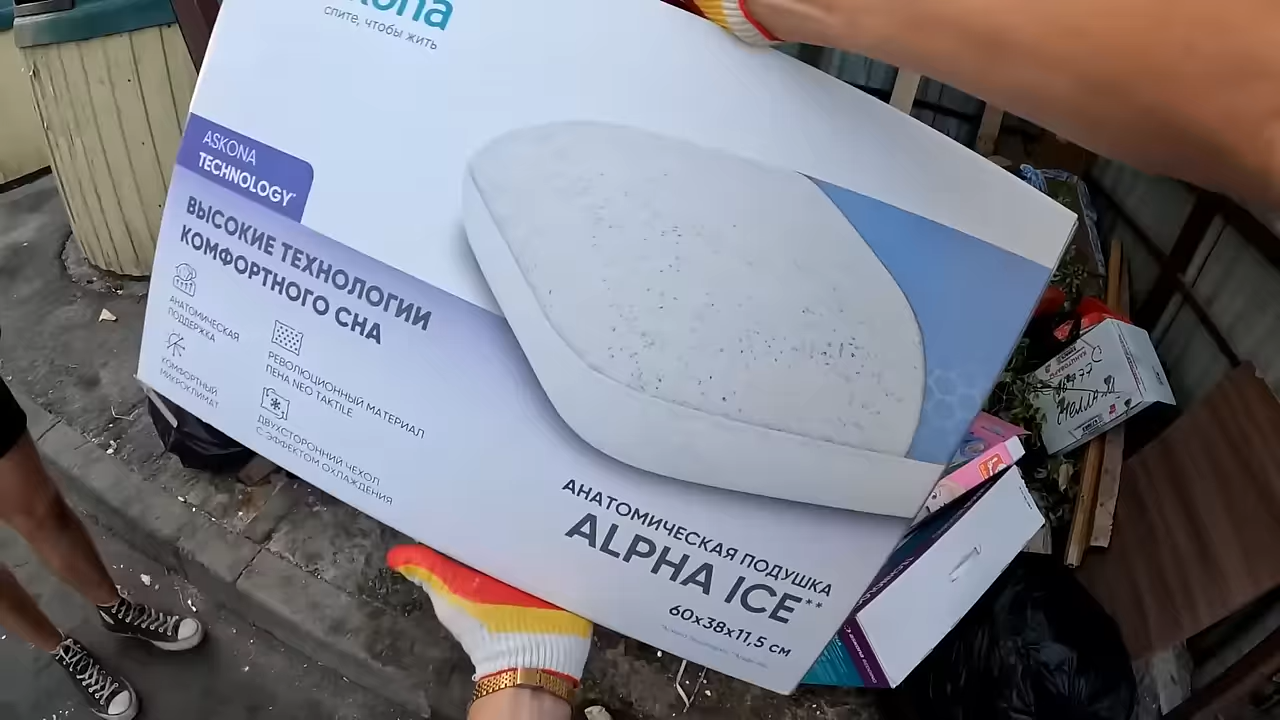 спите, чтобы жить
ASKONA
TECHNOLOGY
ВЫСОКИЕ ТЕХНОЛОГИИ
КОМФОРТНОГО СНА
АНАТОМИЧЕСКАЯ
ПОДДЕРЖКА
КОМФОРТНЫЙ
МИКРОКЛИМАТ
РЕВОЛЮЦИОННЫЙ МАТЕРИАЛ
ПЕНА NEO TAKTILE
ДВУХСТОРОННИЙ ЧЕХОЛ
С ЭФФЕКТОМ ОХЛАЖДЕНИЯ
АНАТОМИЧЕСКАЯ ПОДУШКА
ALPHA ICE**
60x38x11,5 см